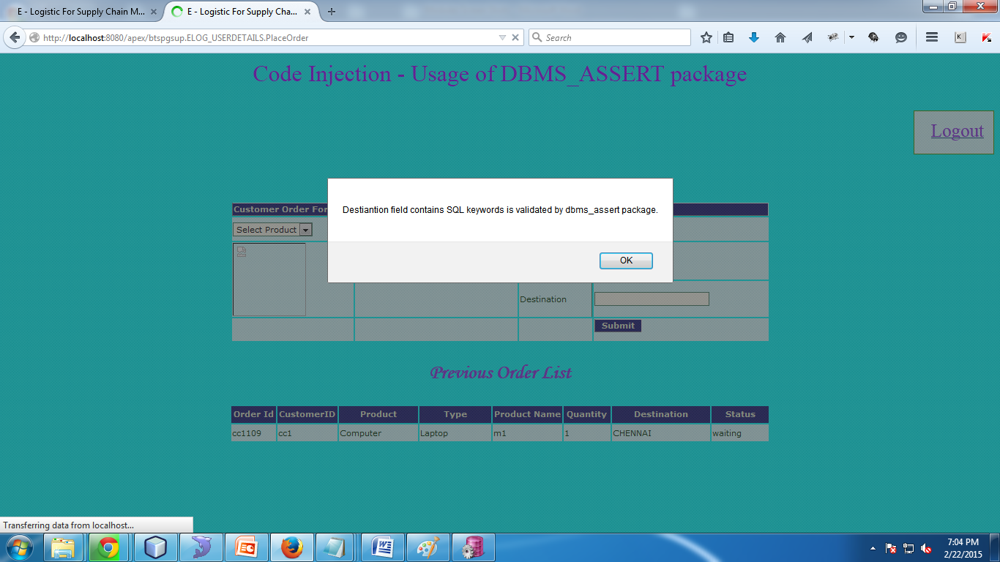 E - Logistic For Supply Chain M...
E - Logistic For Supply Cha...
http://localhost:8080/apex/btspgsup.ELOG_USERDETAILS.PlaceOrder
Search
K
Code Injection - Usage of DBMS_ASSERT package
Logout
Customer Order For
Select Product
Destiantion field contains SQL keywords is validated by dbms_assert package.
OK
Destination
Submit
Previous Order List
Order Id CustomerID Product Type Product Name Quantity Destination Status
cc1109 cc1 Computer Laptop m1 1 CHENNAI waiting
Transferring data from localhost...
7:04 PM
2/22/2015